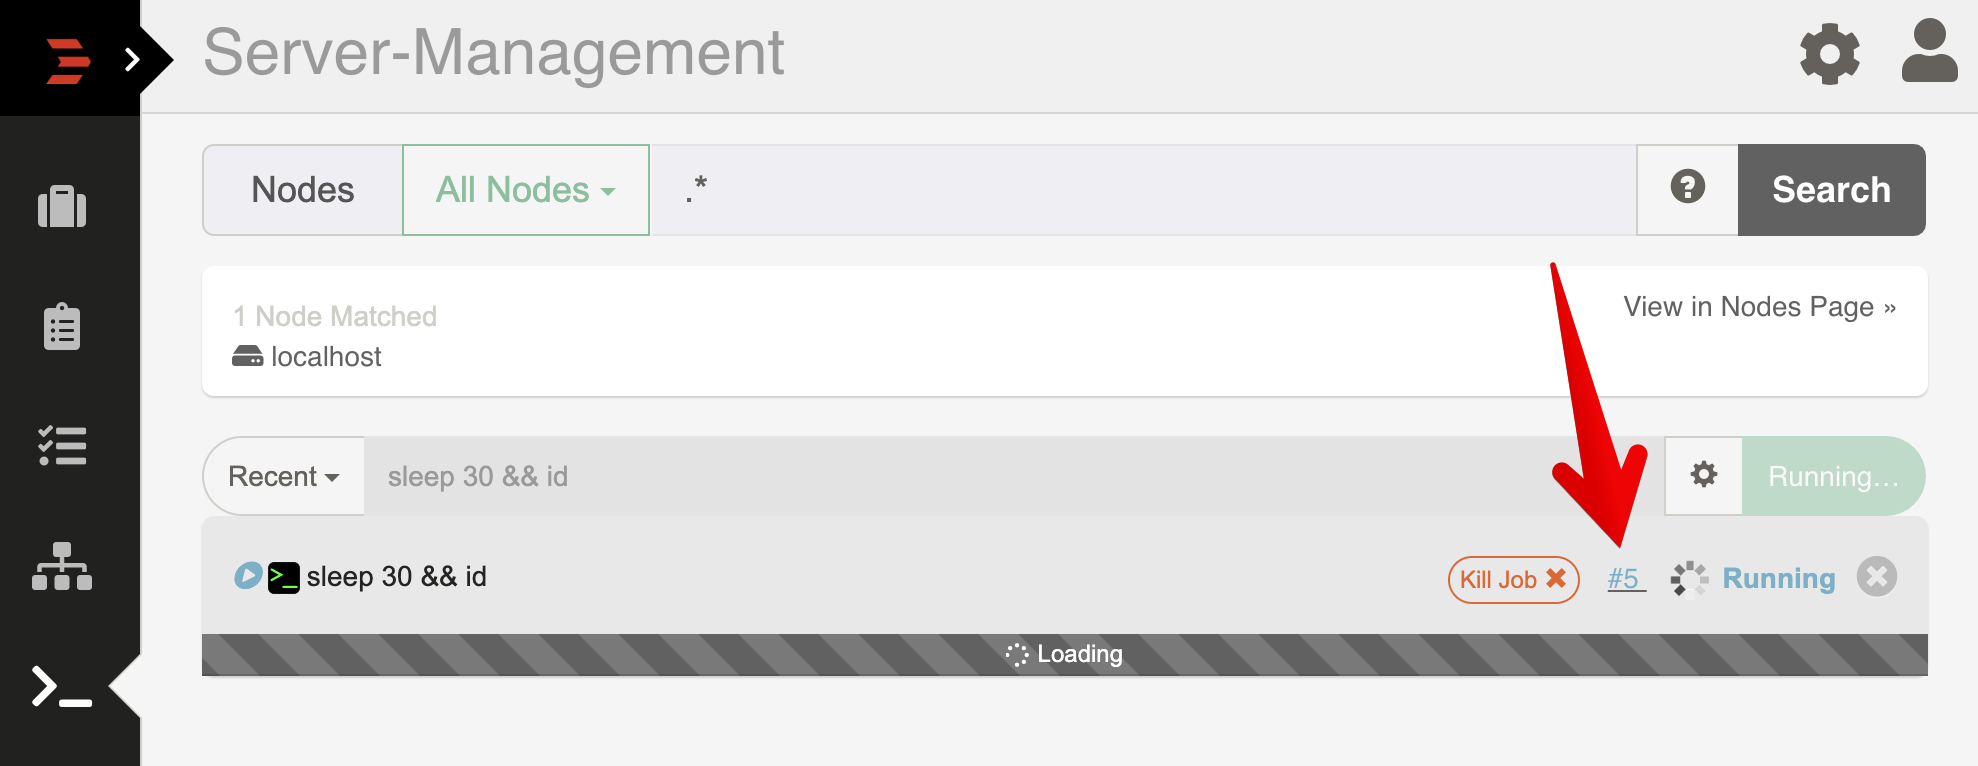 Server-Management
Nodes All Nodes .* Search
1 Node Matched
View in Nodes Page »
localhost
Recent sleep 30 && id Running...
sleep 30 && id Kill Job #5 Running
Loading